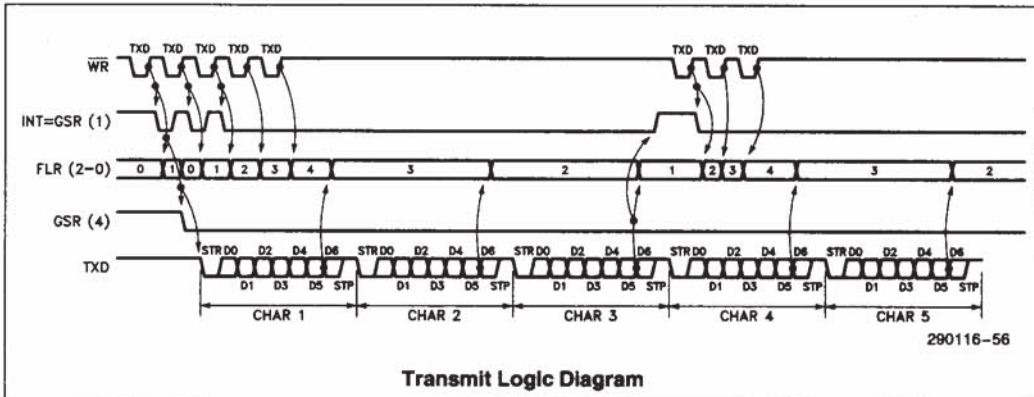 TXD TXD TXD TXD TXD TXD TXD TXD
WR
INT=GSR (1)
FLR (2-0) 0 1 0 1 2 3 4 3 2 1 2 3 4 3 2
GSR (4)
STR D0 D2 D4 D6 STR D0 D2 D4 D6 STR D0 D2 D4 D6 STR D0 D2 D4 D6 STR D0 D2 D4 D6
TXD
D1 D3 D5 STP D1 D3 D5 STP D1 D3 D5 STP D1 D3 D5 STP D1 D3 D5 STP
CHAR 1 CHAR 2 CHAR 3 CHAR 4 CHAR 5
290116-56
Transmit Logic Diagram